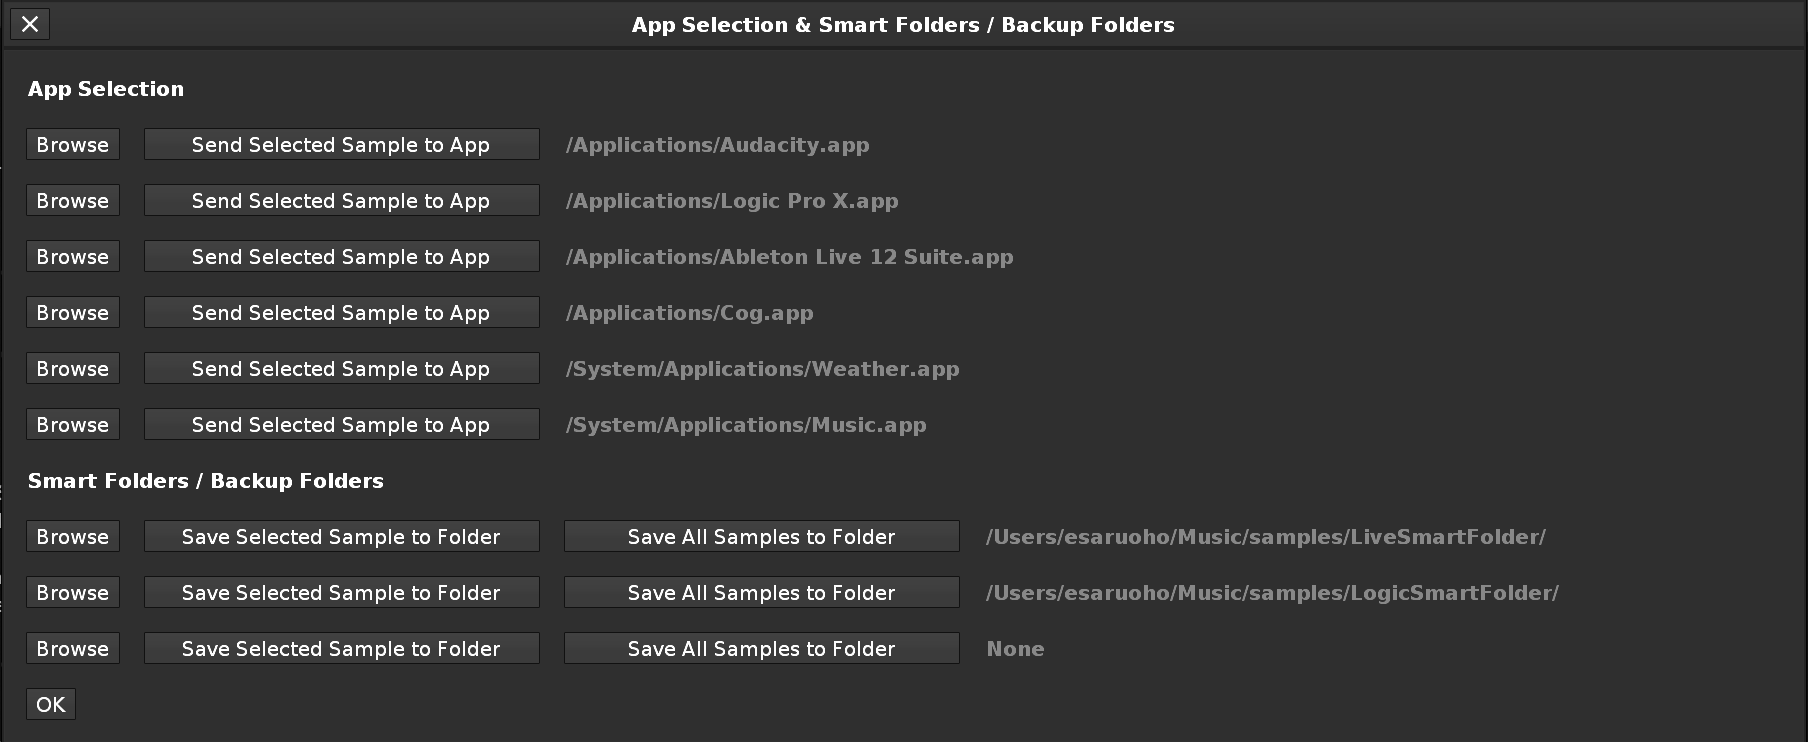 App Selection & Smart Folders / Backup Folders
App Selection
Browse Send Selected Sample to App /Applications/Audacity.app
Browse Send Selected Sample to App /Applications/Logic Pro X.app
Browse Send Selected Sample to App /Applications/Ableton Live 12 Suite.app
Browse Send Selected Sample to App /Applications/Cog.app
Browse Send Selected Sample to App /System/Applications/Weather.app
Browse Send Selected Sample to App /System/Applications/Music.app
Smart Folders / Backup Folders
Browse Save Selected Sample to Folder Save All Samples to Folder /Users/esaruoho/Music/samples/LiveSmartFolder/
Browse Save Selected Sample to Folder Save All Samples to Folder /Users/esaruoho/Music/samples/LogicSmartFolder/
Browse Save Selected Sample to Folder Save All Samples to Folder None
OK